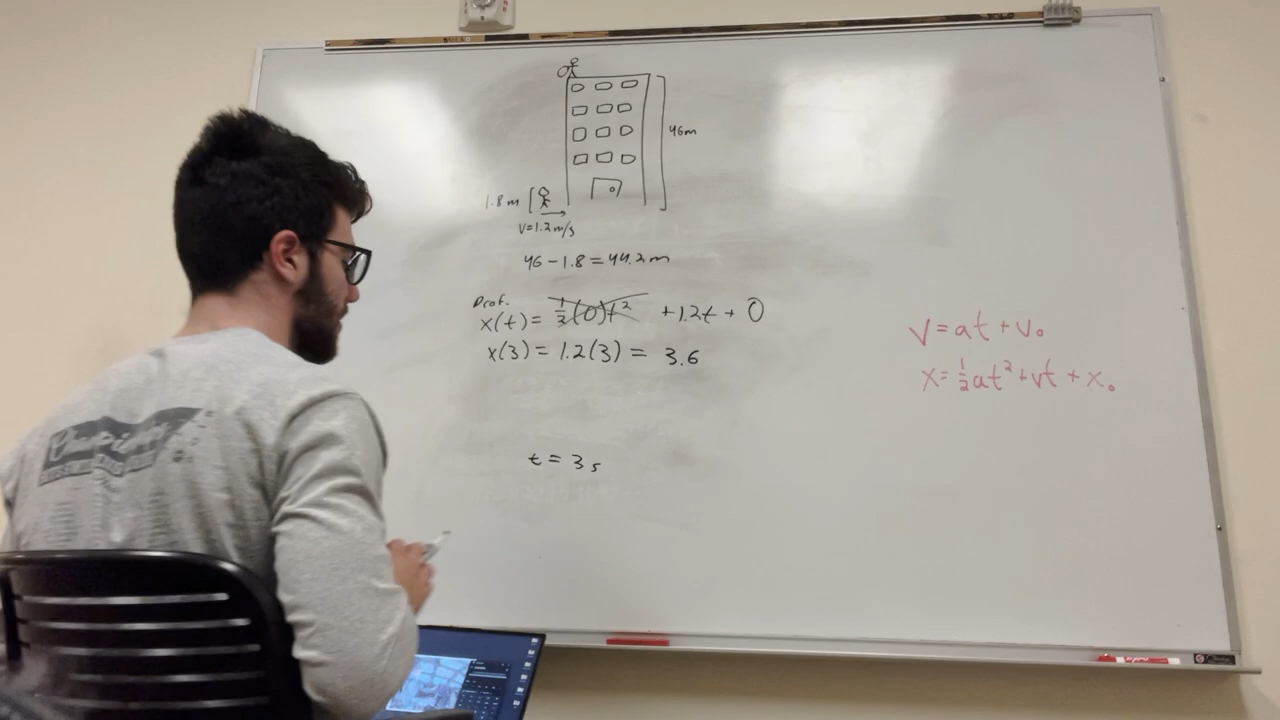 46m
1.8m
V=1.2m/s
46-1.8=44.2m
Prof.
x(t)= ½(0)t² +1.2t+0
x(3)=1.2(3)=3.6
t=3s
V=at+V₀
X=½at²+vt+X₀